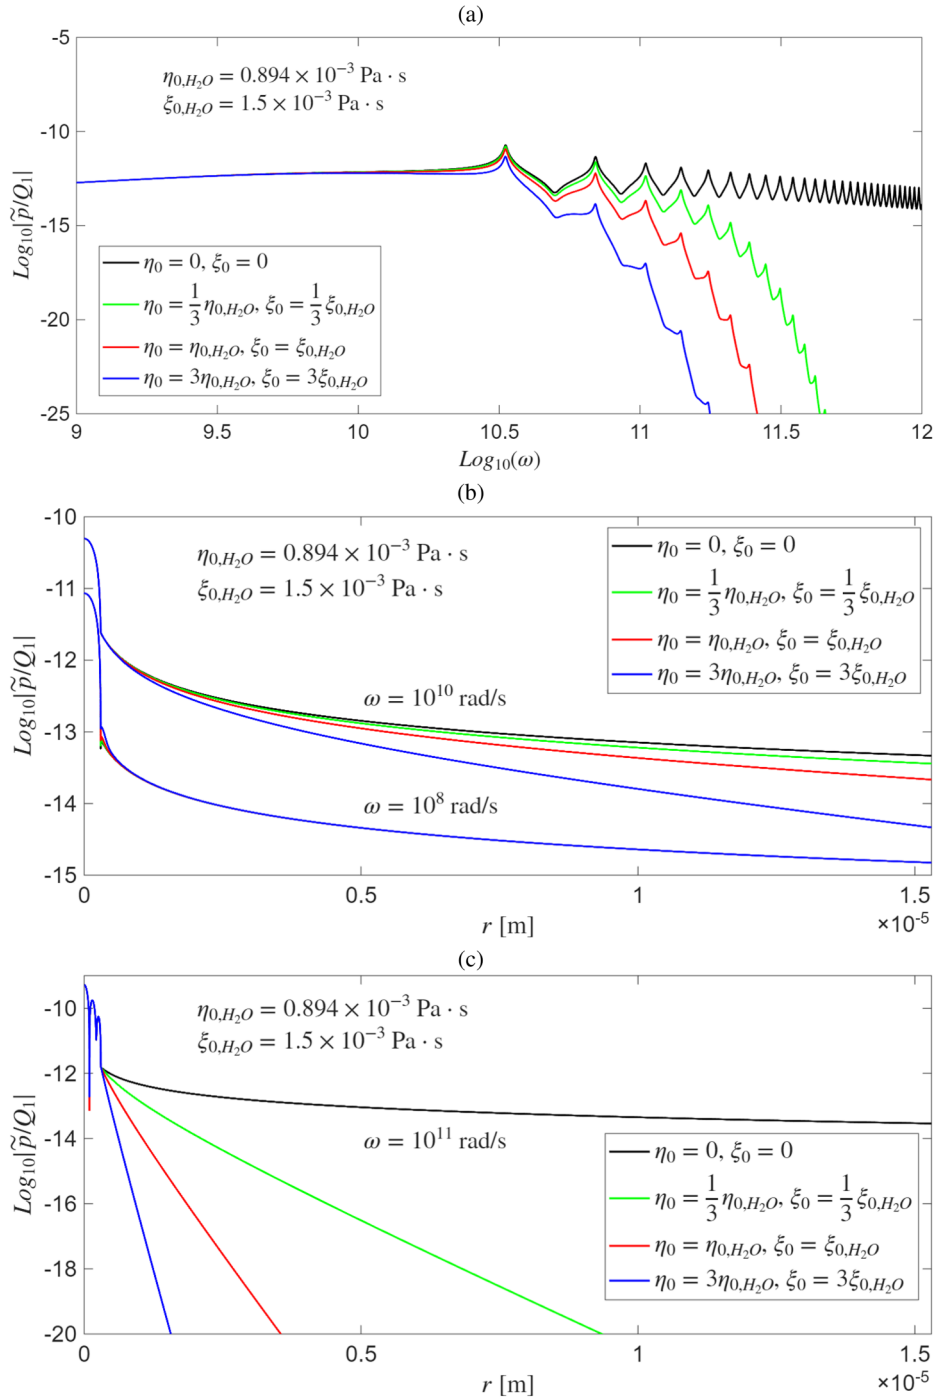 (a)
-5
η₀,H₂O = 0.894 × 10⁻³ Pa · s
ξ₀,H₂O = 1.5 × 10⁻³ Pa · s
-10
-15
-20
-25
Log₁₀|p̃/Q₁|
η₀ = 0, ξ₀ = 0
η₀ = 1/3 η₀,H₂O, ξ₀ = 1/3 ξ₀,H₂O
η₀ = η₀,H₂O, ξ₀ = ξ₀,H₂O
η₀ = 3η₀,H₂O, ξ₀ = 3ξ₀,H₂O
9 9.5 10 10.5 11 11.5 12
Log₁₀(ω)
(b)
-10
-11
-12
-13
-14
-15
Log₁₀|p̃/Q₁|
η₀,H₂O = 0.894 × 10⁻³ Pa · s
ξ₀,H₂O = 1.5 × 10⁻³ Pa · s
η₀ = 0, ξ₀ = 0
η₀ = 1/3 η₀,H₂O, ξ₀ = 1/3 ξ₀,H₂O
η₀ = η₀,H₂O, ξ₀ = ξ₀,H₂O
η₀ = 3η₀,H₂O, ξ₀ = 3ξ₀,H₂O
ω = 10¹⁰ rad/s
ω = 10⁸ rad/s
0 0.5 1 1.5
×10⁻⁵
r [m]
(c)
-10
-12
-14
-16
-18
-20
Log₁₀|p̃/Q₁|
η₀,H₂O = 0.894 × 10⁻³ Pa · s
ξ₀,H₂O = 1.5 × 10⁻³ Pa · s
ω = 10¹¹ rad/s
η₀ = 0, ξ₀ = 0
η₀ = 1/3 η₀,H₂O, ξ₀ = 1/3 ξ₀,H₂O
η₀ = η₀,H₂O, ξ₀ = ξ₀,H₂O
η₀ = 3η₀,H₂O, ξ₀ = 3ξ₀,H₂O
0 0.5 1 1.5
×10⁻⁵
r [m]